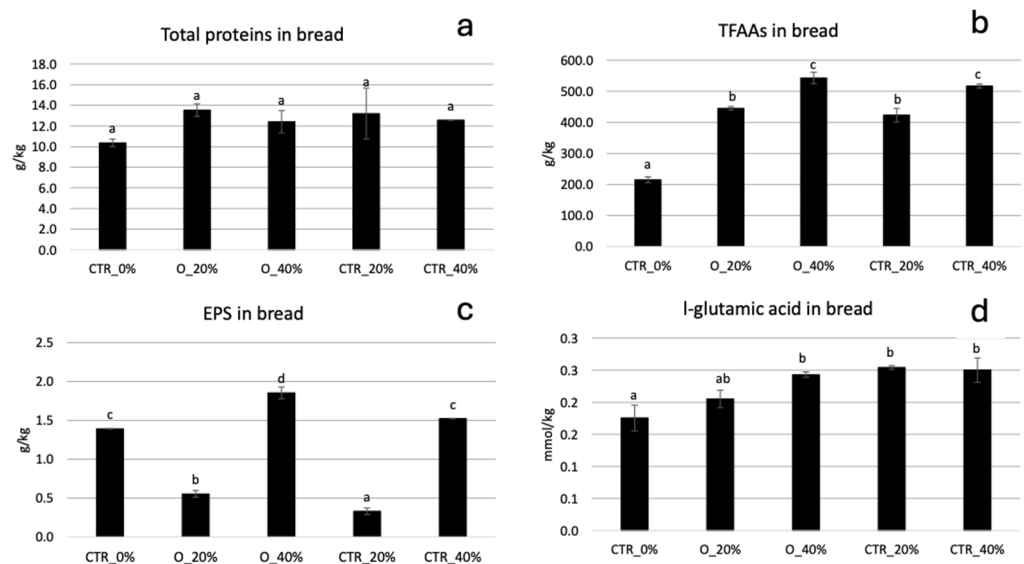 Total proteins in bread
a
18.0
16.0
14.0
12.0
10.0
8.0
6.0
4.0
2.0
0.0
g/kg
a
a
a
a
a
CTR_0%
O_20%
O_40%
CTR_20%
CTR_40%
TFAAs in bread
b
600.0
500.0
400.0
300.0
200.0
100.0
0.0
g/kg
a
b
c
b
c
CTR_0%
O_20%
O_40%
CTR_20%
CTR_40%
EPS in bread
c
2.5
2.0
1.5
1.0
0.5
0.0
g/kg
c
b
d
a
c
CTR_0%
O_20%
O_40%
CTR_20%
CTR_40%
l-glutamic acid in bread
d
0.3
0.3
0.2
0.2
0.1
0.1
0.0
mmol/kg
a
ab
b
b
b
CTR_0%
O_20%
O_40%
CTR_20%
CTR_40%